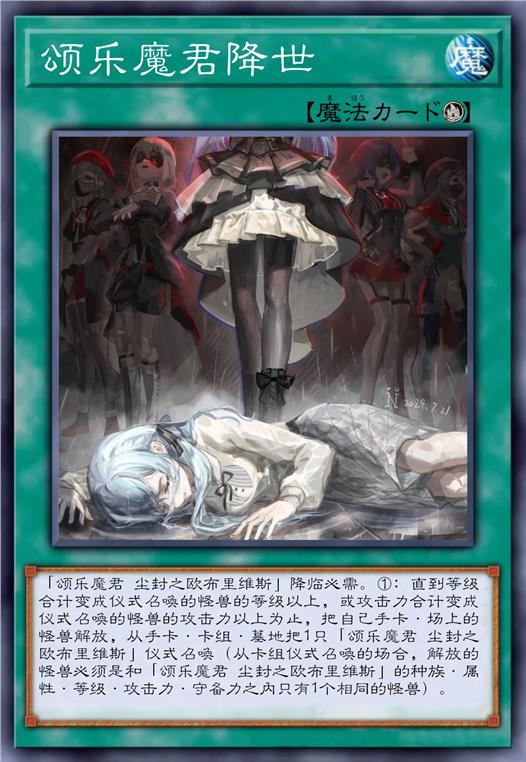 颂乐魔君降世
魔
【魔法カード】
まほう
N 2024.7.21
「颂乐魔君 尘封之欧布里维斯」降临必需。①：直到等级
合计变成仪式召唤的怪兽的等级以上，或攻击力合计变成
仪式召唤的怪兽的攻击力以上为止，把自己手卡·场上的
怪兽解放，从手卡·卡组·墓地把1只「颂乐魔君 尘封之
欧布里维斯」仪式召唤（从卡组仪式召唤的场合，解放的
怪兽必须是和「颂乐魔君 尘封之欧布里维斯」的种族·属
性·等级·攻击力·守备力之内只有1个相同的怪兽）。